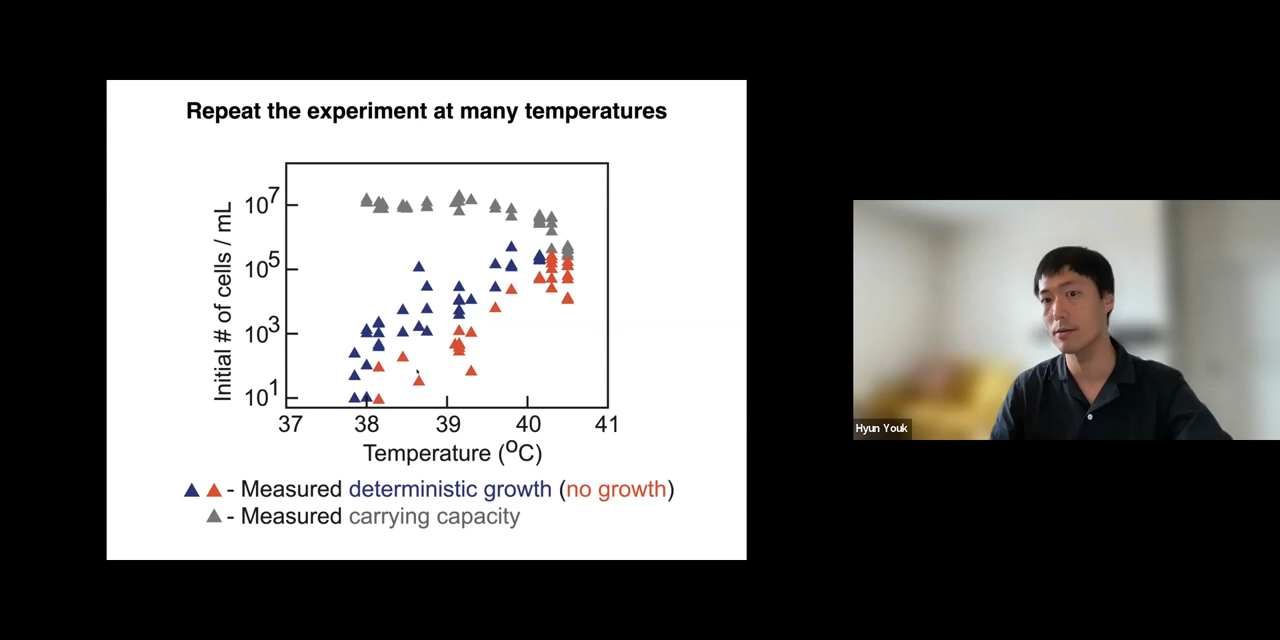 Repeat the experiment at many temperatures
Initial # of cells / mL
10^7
10^5
10^3
10^1
37 38 39 40 41
Temperature (ºC)
- Measured deterministic growth (no growth)
- Measured carrying capacity
Hyun Youk